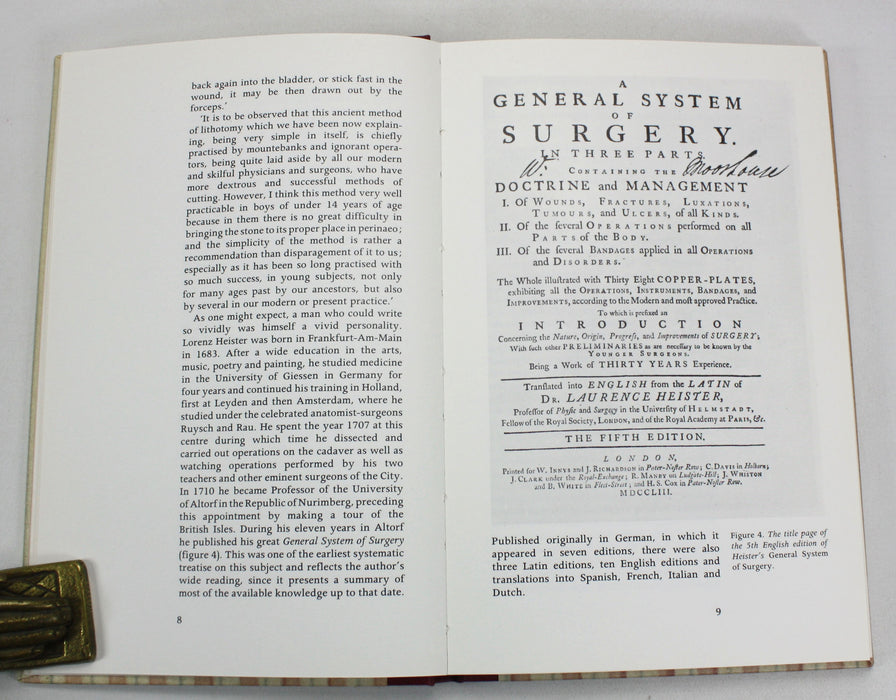 back again into the bladder, or stick fast in the
wound, it may be then drawn out by the
forceps.'
'It is to be observed that this ancient method
of lithotomy which we have been now explain-
ing, being very simple in itself, is chiefly
practised by mountebanks and ignorant opera-
tors, being quite laid aside by all our modern
and skilful physicians and surgeons, who have
more dextrous and successful methods of
cutting. However, I think this method very well
practicable in boys of under 14 years of age
because in them there is no great difficulty in
bringing the stone to its proper place in perinaeo;
and the simplicity of the method is rather a
recommendation than disparagement of it to us;
especially as it has been so long practised with
so much success, in young subjects, not only
for many ages past by our ancestors, but also
by several in our modern or present practice.'
As one might expect, a man who could write
so vividly was himself a vivid personality.
Lorenz Heister was born in Frankfurt-Am-Main
in 1683. After a wide education in the arts,
music, poetry and painting, he studied medicine
in the University of Giessen in Germany for
four years and continued his training in Holland,
first at Leyden and then Amsterdam, where he
studied under the celebrated anatomist-surgeons
Ruysch and Rau. He spent the year 1707 at this
centre during which time he dissected and
carried out operations on the cadaver as well as
watching operations performed by his two
teachers and other eminent surgeons of the City.
In 1710 he became Professor of the University
of Altorf in the Republic of Nurimberg, preceding
this appointment by making a tour of the
British Isles. During his eleven years in Altorf
he published his great General System of Surgery
(figure 4). This was one of the earliest systematic
treatise on this subject and reflects the author's
wide reading, since it presents a summary of
most of the available knowledge up to that date.
8
A
GENERAL SYSTEM
OF
SURGERY.
IN THREE PARTS
Wm: Moorhouse
CONTAINING THE
DOCTRINE and MANAGEMENT
I. Of WOUNDS, FRACTURES, LUXATIONS,
TUMOURS, and ULCERS, of all KINDS.
II. Of the ſeveral OPERATIONS performed on all
PARTS of the BODY.
III. Of the ſeveral BANDAGES applied in all OPERATIONS
and DISORDERS.
The Whole illuſtrated with Thirty Eight COPPER-PLATES,
exhibiting all the OPERATIONS, INSTRUMENTS, BANDAGES, and
IMPROVEMENTS, according to the Modern and moſt approved Practice.
To which is prefixed an
INTRODUCTION
Concerning the Nature, Origin, Progreſs, and Improvements of SURGERY;
With ſuch other PRELIMINARIES as are neceſſary to be known by the
YOUNGER SURGEONS.
Being a Work of THIRTY YEARS Experience.
Tranſlated into ENGLISH from the LATIN of
DR. LAURENCE HEISTER,
Profeſſor of Phyſic and Surgery in the Univerſity of HELMSTADT,
Fellow of the Royal Society, LONDON, and of the Royal Academy at PARIS, &c.
THE FIFTH EDITION.
LONDON,
Printed for W. INNYS and J. RICHARDSON in Pater-Noſter Row; C. DAVIS in Holborn;
J. CLARK under the Royal-Exchange; R. MANBY on Ludgate-Hill; J. WHISTON
and B. WHITE in Fleet-Street; and H. S. COX in Pater-Noſter Row.
MDCCLIII.
Published originally in German, in which it
appeared in seven editions, there were also
three Latin editions, ten English editions and
translations into Spanish, French, Italian and
Dutch.
Figure 4. The title page of
the 5th English edition of
Heister's General System
of Surgery.
9